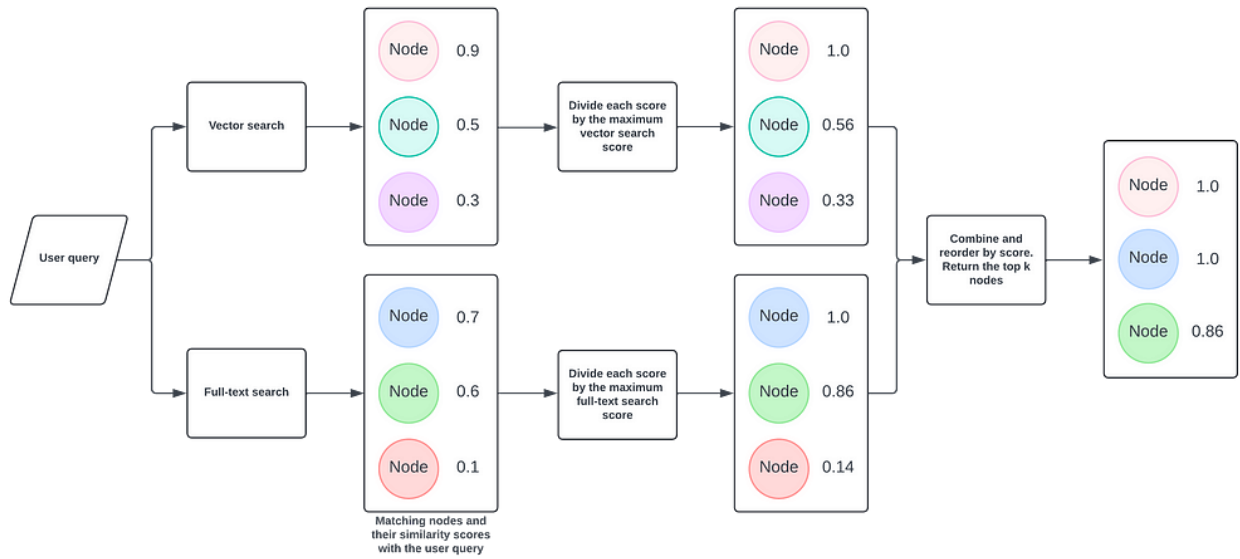 User query
Vector search
Node 0.9
Node 0.5
Node 0.3
Divide each score
by the maximum
vector search
score
Node 1.0
Node 0.56
Node 0.33
Full-text search
Node 0.7
Node 0.6
Node 0.1
Matching nodes and
their similarity scores
with the user query
Divide each score
by the maximum
full-text search
score
Node 1.0
Node 0.86
Node 0.14
Combine and
reorder by score.
Return the top k
nodes
Node 1.0
Node 1.0
Node 0.86